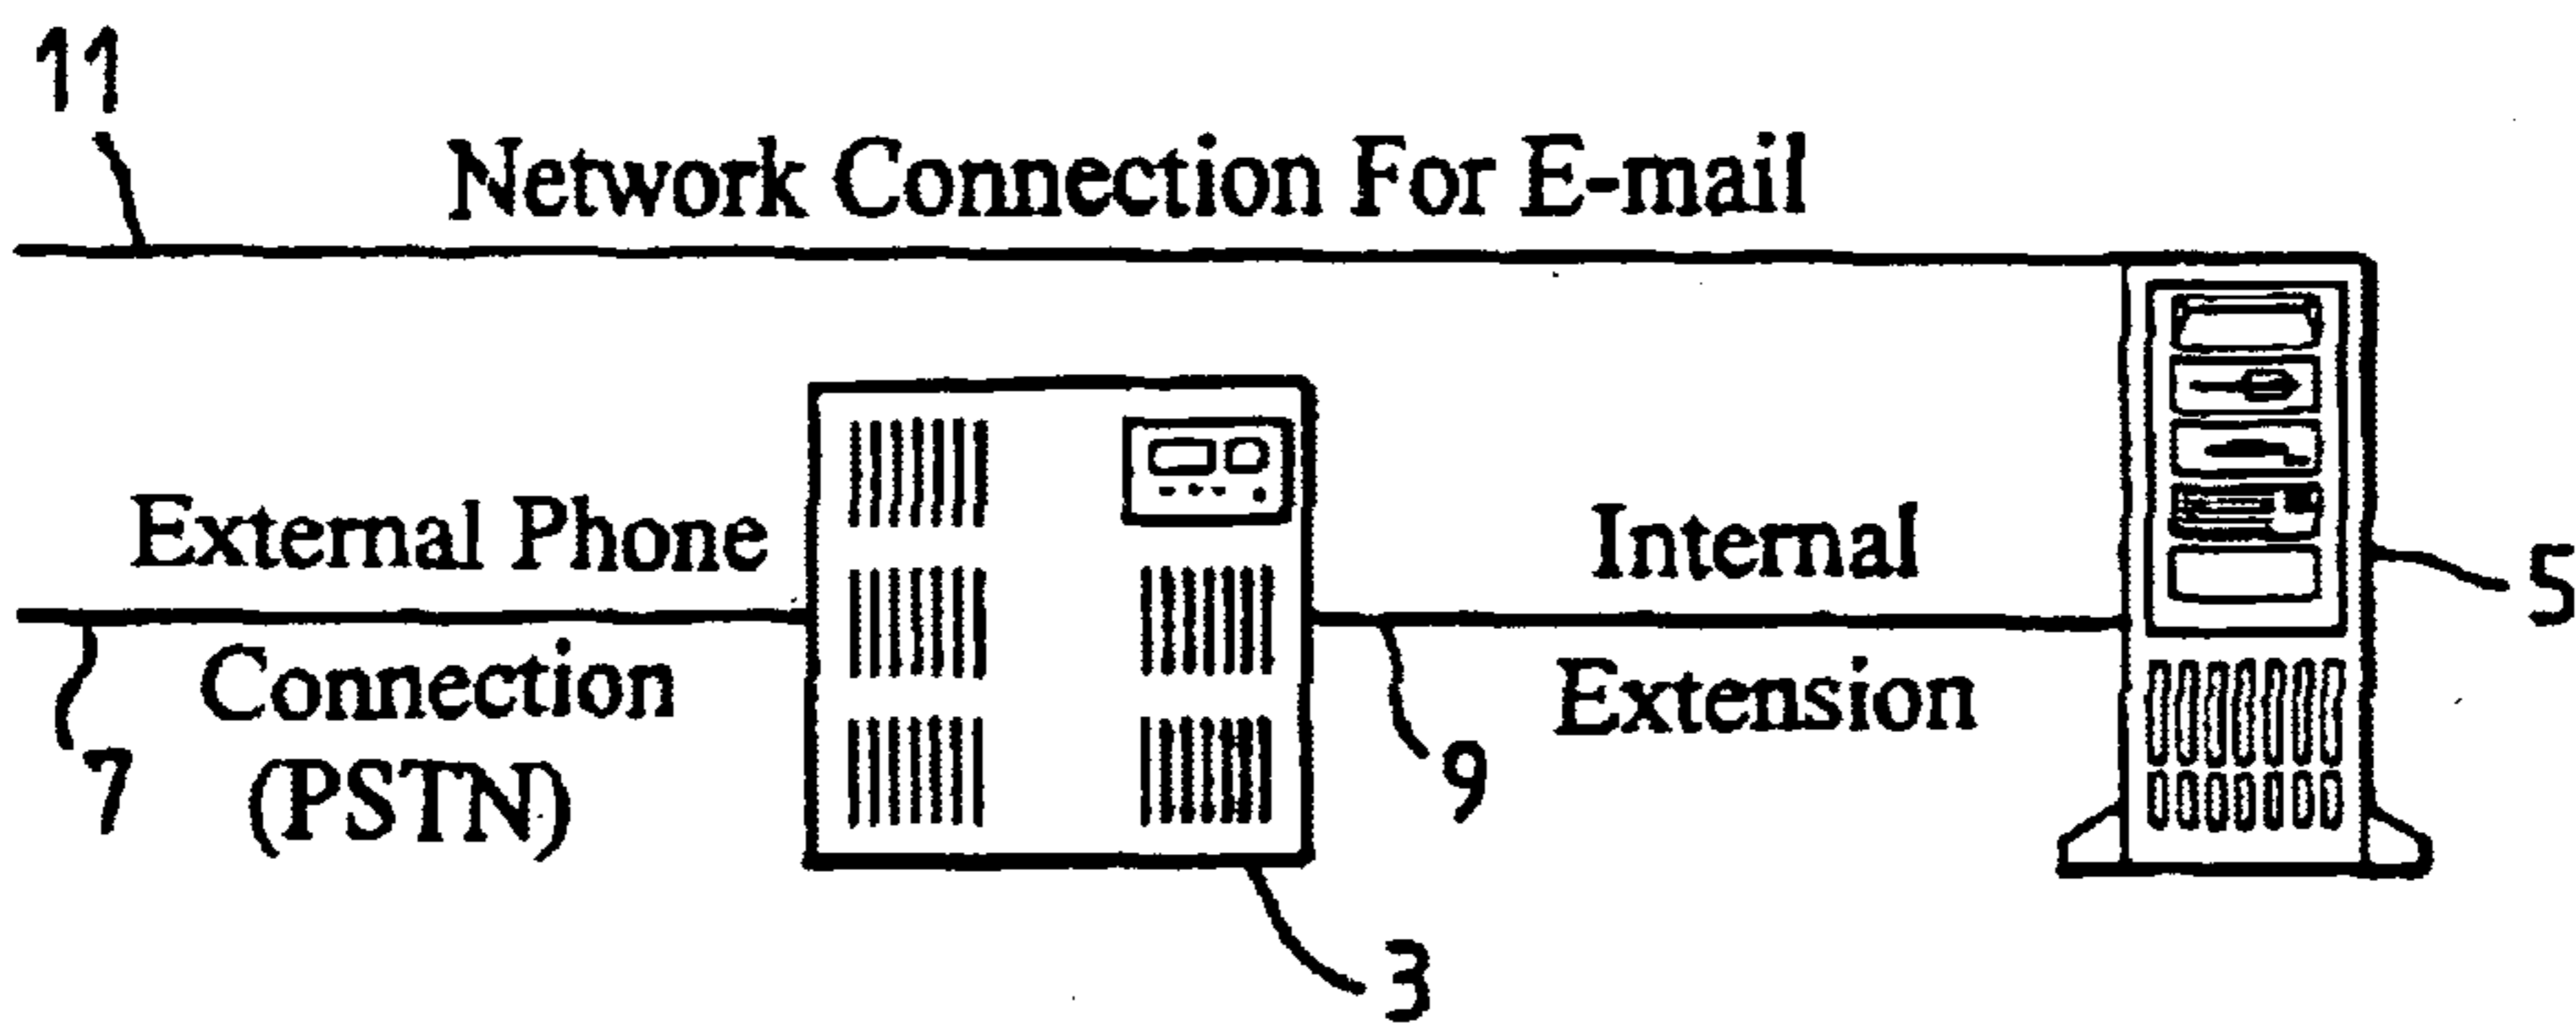 11
Network Connection For E-mail
External Phone
Connection
(PSTN)
7
Internal
Extension
9
5
3